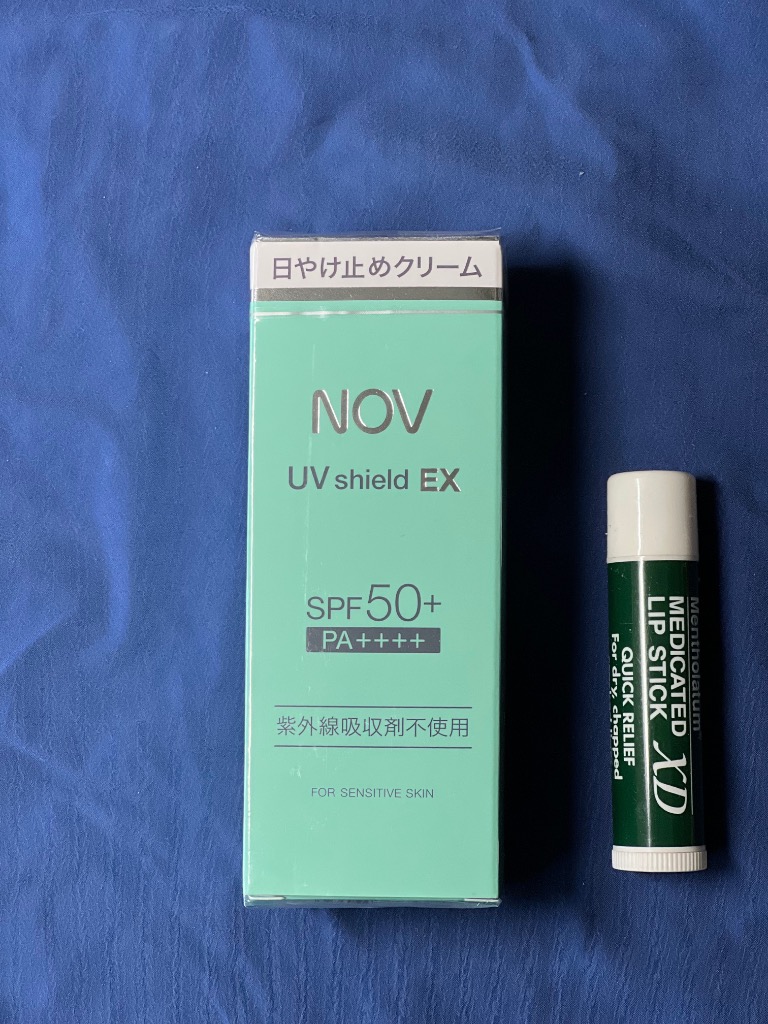 日やけ止めクリーム
NOV
UV shield EX
SPF50+
PA++++
紫外線吸収剤不使用
FOR SENSITIVE SKIN
Mentholatum
MEDICATED
LIP STICK XD
QUICK RELIEF
For dry, chapped